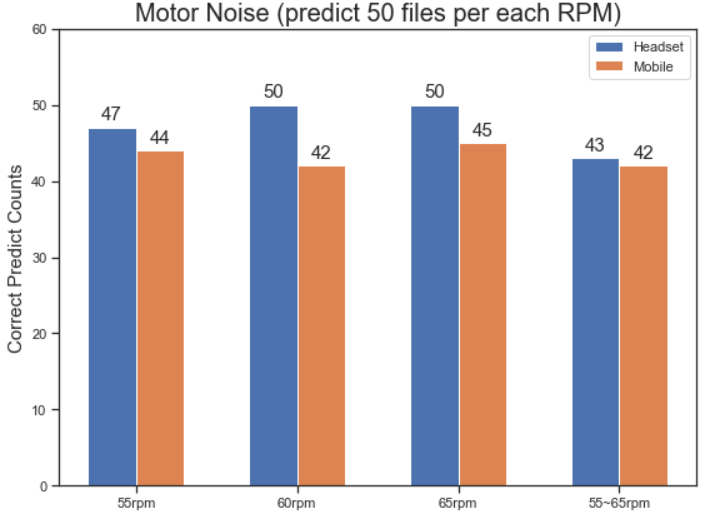 Motor Noise (predict 50 files per each RPM)
Headset
Mobile
Correct Predict Counts
60
50
40
30
20
10
0
47
44
50
42
50
45
43
42
55rpm
60rpm
65rpm
55~65rpm